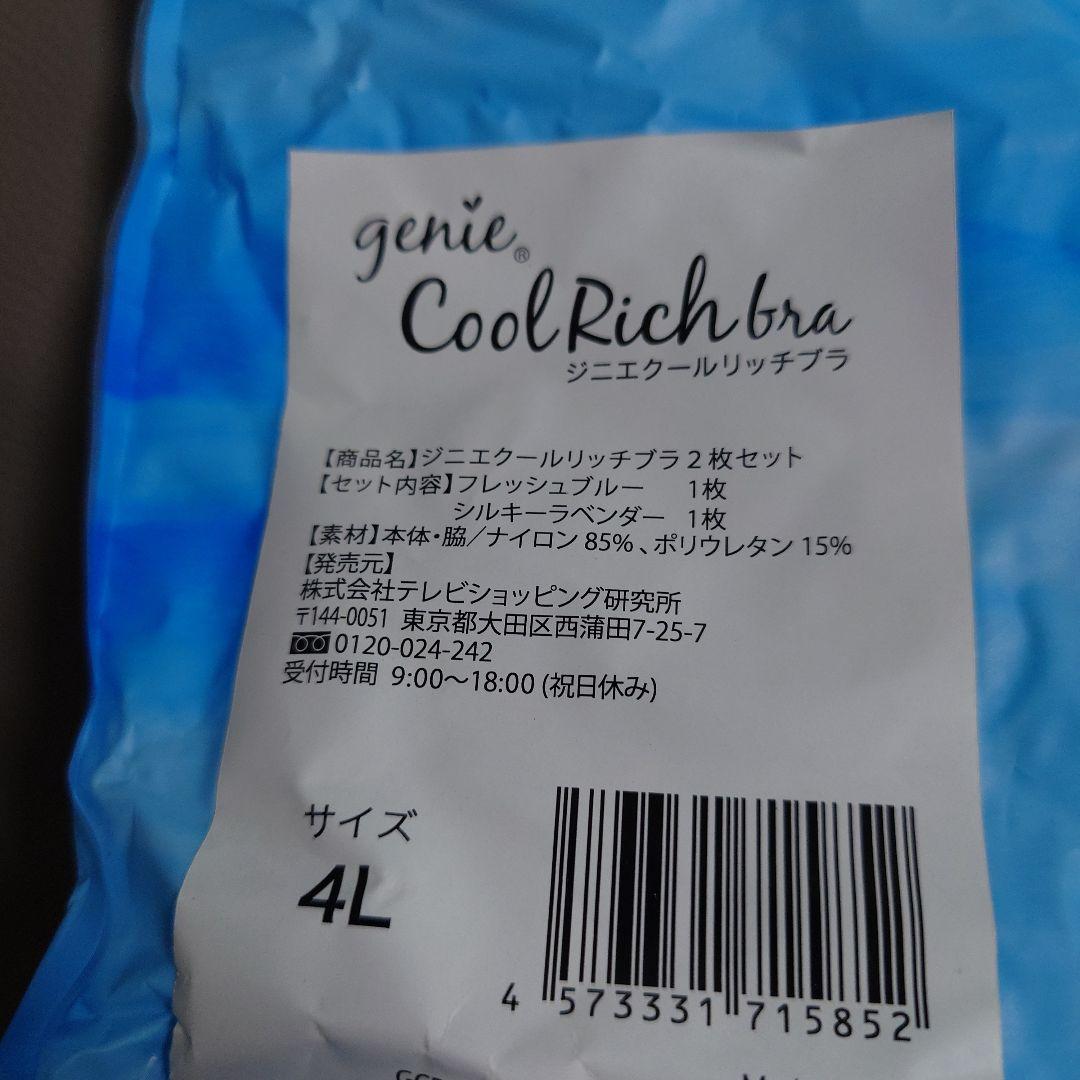 genie®
Cool Rich bra
ジニエクールリッチブラ
【商品名】ジニエクールリッチブラ2枚セット
【セット内容】フレッシュブルー 1枚
シルキーラベンダー 1枚
【素材】本体・脇／ナイロン85%、ポリウレタン15%
【発売元】
株式会社テレビショッピング研究所
〒144-0051 東京都大田区西蒲田7-25-7
0120-024-242
受付時間 9:00～18:00 (祝日休み)
サイズ
4L
4 573331 715852